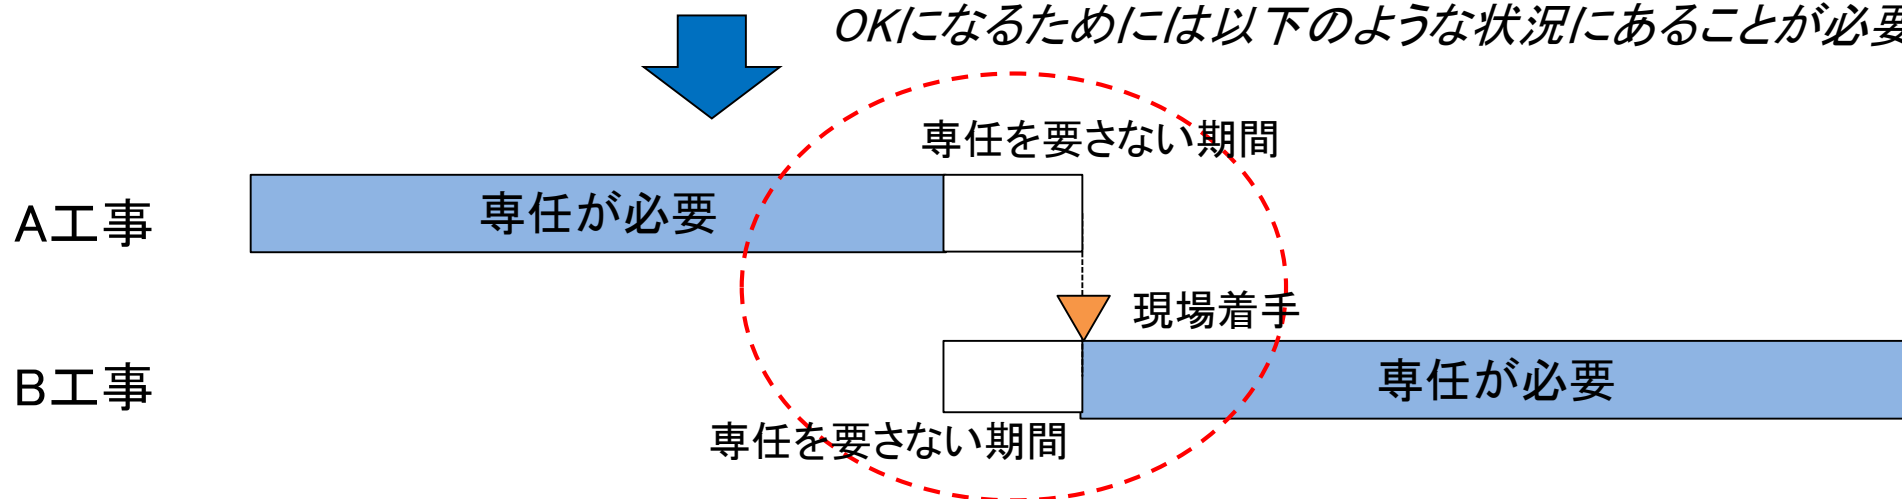 OKになるためには以下のような状況にあることが必要
専任を要さない期間
A工事
専任が必要
現場着手
B工事
専任が必要
専任を要さない期間